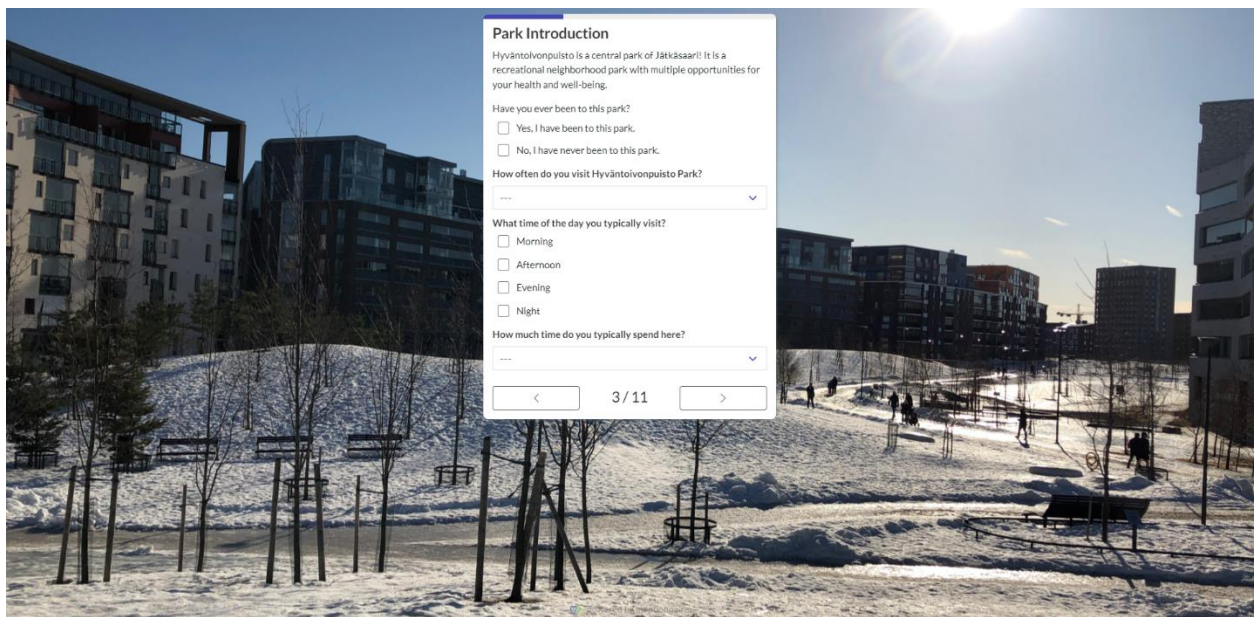 Park Introduction
Hyväntoivonpuisto is a central park of Jätkäsaari! It is a
recreational neighborhood park with multiple opportunities for
your health and well-being.
Have you ever been to this park?
Yes, I have been to this park.
No, I have never been to this park.
How often do you visit Hyväntoivonpuisto Park?
---
What time of the day you typically visit?
Morning
Afternoon
Evening
Night
How much time do you typically spend here?
---
< 3 / 11 >